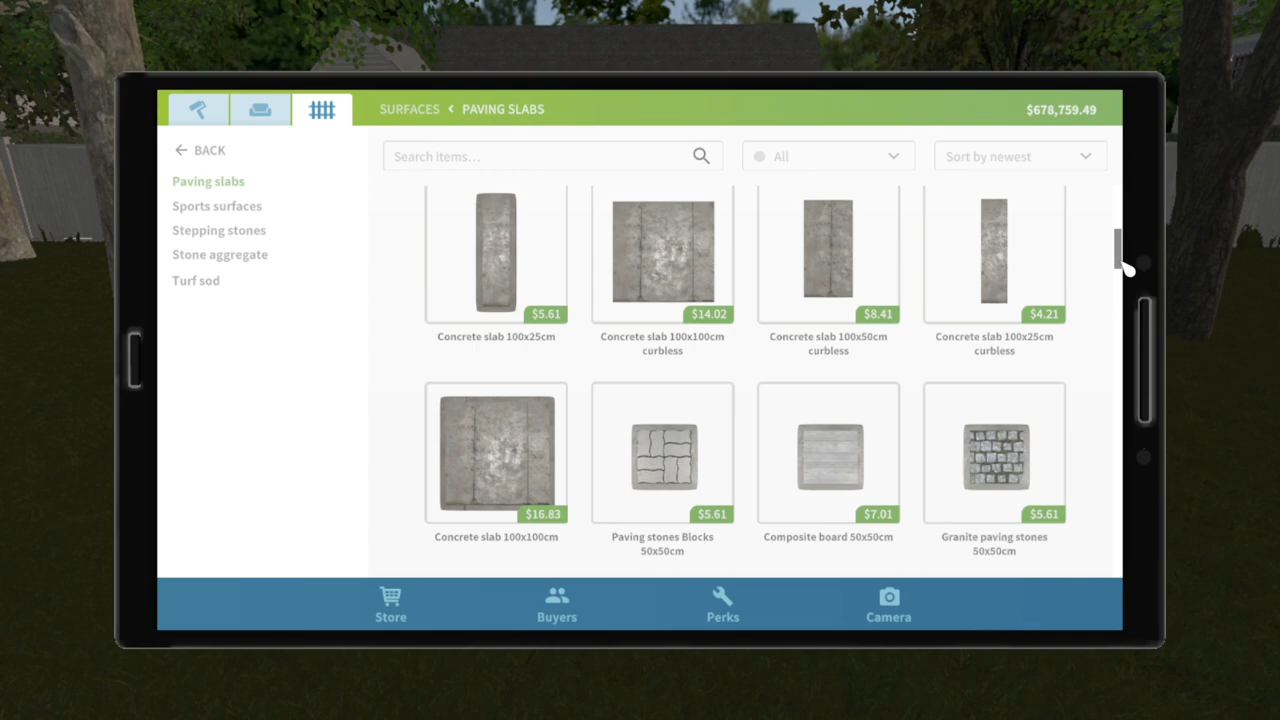 SURFACES < PAVING SLABS
$678,759.49
BACK
Search items...
All
Sort by newest
Paving slabs
Sports surfaces
Stepping stones
Stone aggregate
Turf sod
$5.61
$14.02
$8.41
$4.21
Concrete slab 100x25cm
Concrete slab 100x100cm
curbless
Concrete slab 100x50cm
curbless
Concrete slab 100x25cm
curbless
$16.83
$5.61
$7.01
$5.61
Concrete slab 100x100cm
Paving stones Blocks
50x50cm
Composite board 50x50cm
Granite paving stones
50x50cm
Store
Buyers
Perks
Camera